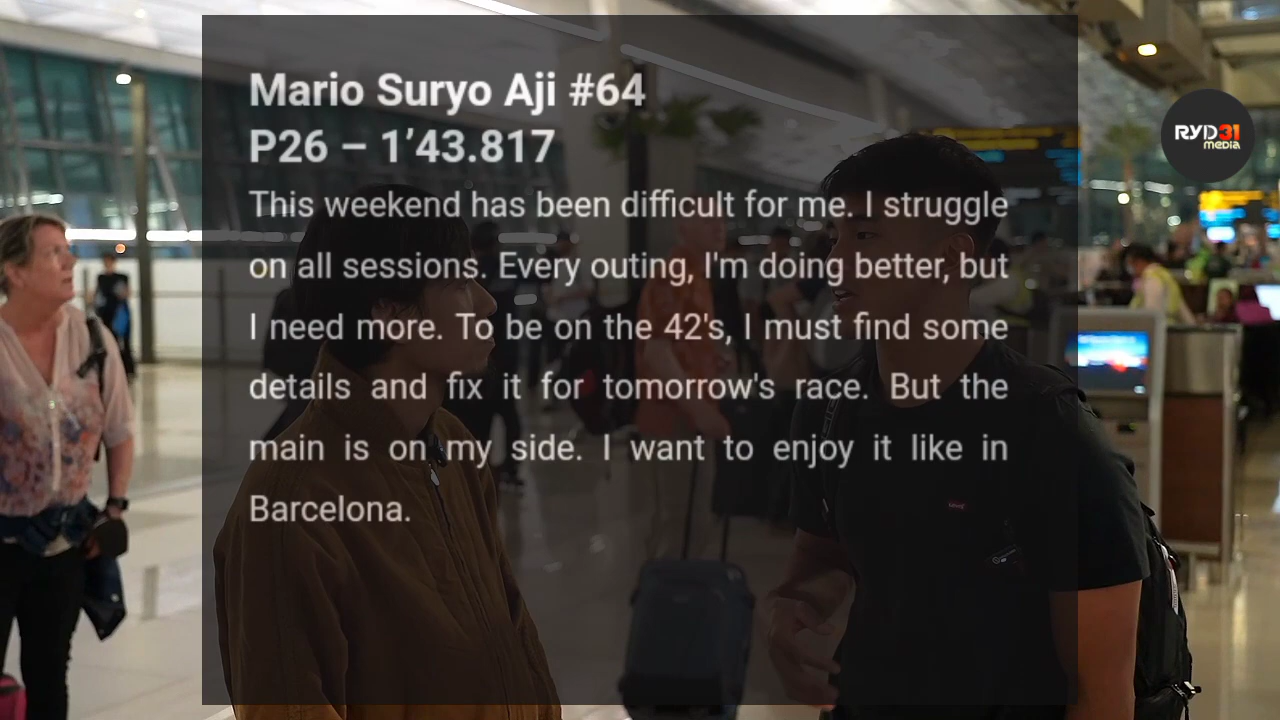 Mario Suryo Aji #64
P26 – 1’43.817
This weekend has been difficult for me. I struggle
on all sessions. Every outing, I'm doing better, but
I need more. To be on the 42's, I must find some
details and fix it for tomorrow's race. But the
main is on my side. I want to enjoy it like in
Barcelona.
RYD31
MEDIA